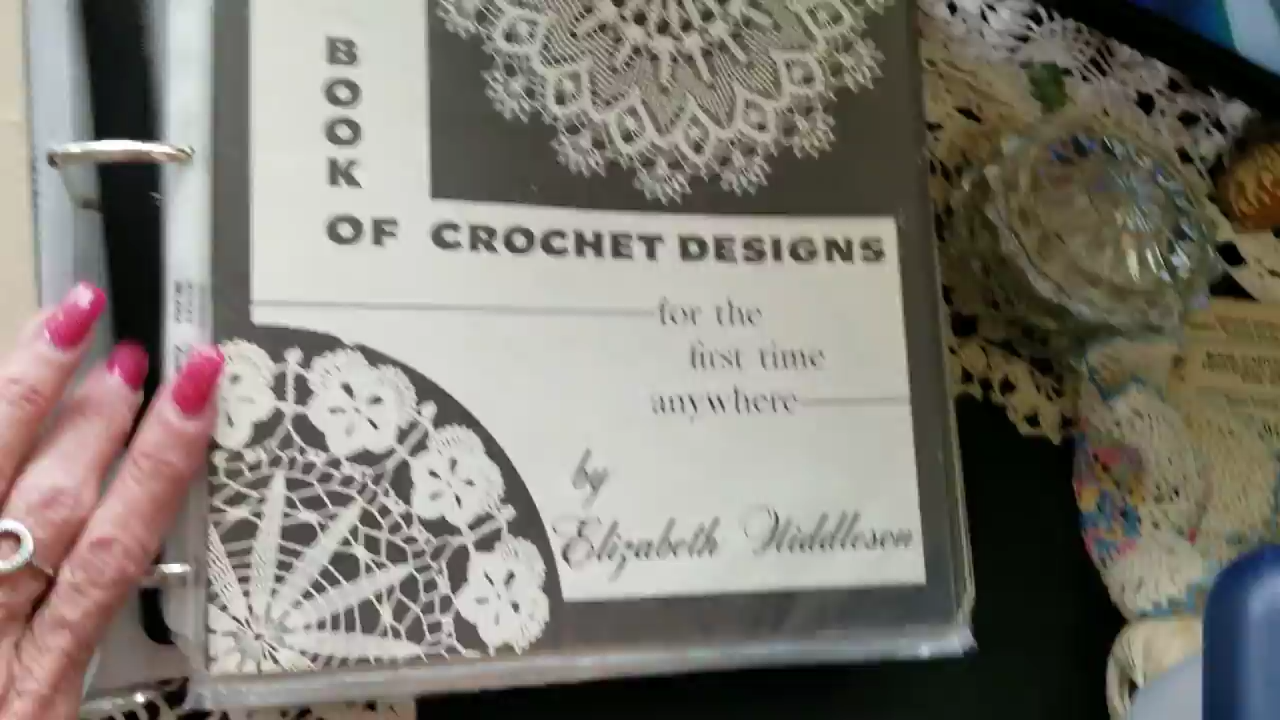 BOOK
OF CROCHET DESIGNS
for the
first time
anywhere
by
Elizabeth Hiddleson